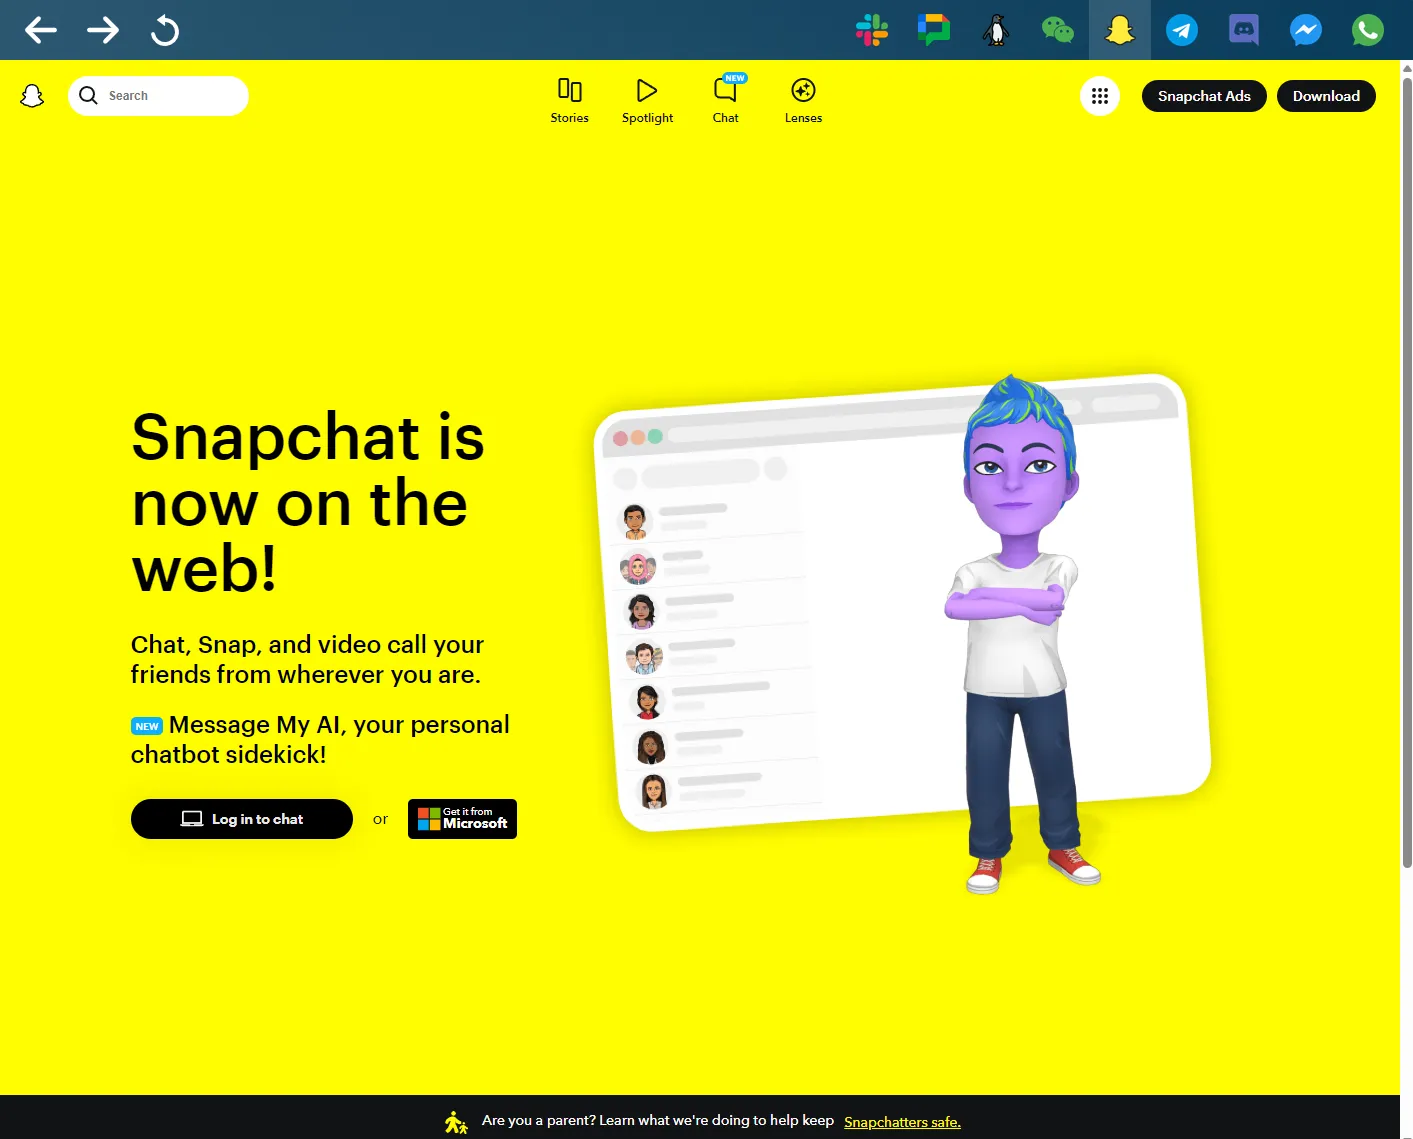 Search
NEW
Stories
Spotlight
Chat
Lenses
Snapchat Ads
Download
Snapchat is
now on the
web!
Chat, Snap, and video call your
friends from wherever you are.
NEW Message My AI, your personal
chatbot sidekick!
Log in to chat
or
Get it from
Microsoft
Are you a parent? Learn what we're doing to help keep Snapchatters safe.